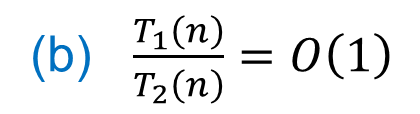 (b) T₁(n)/T₂(n) = O(1)